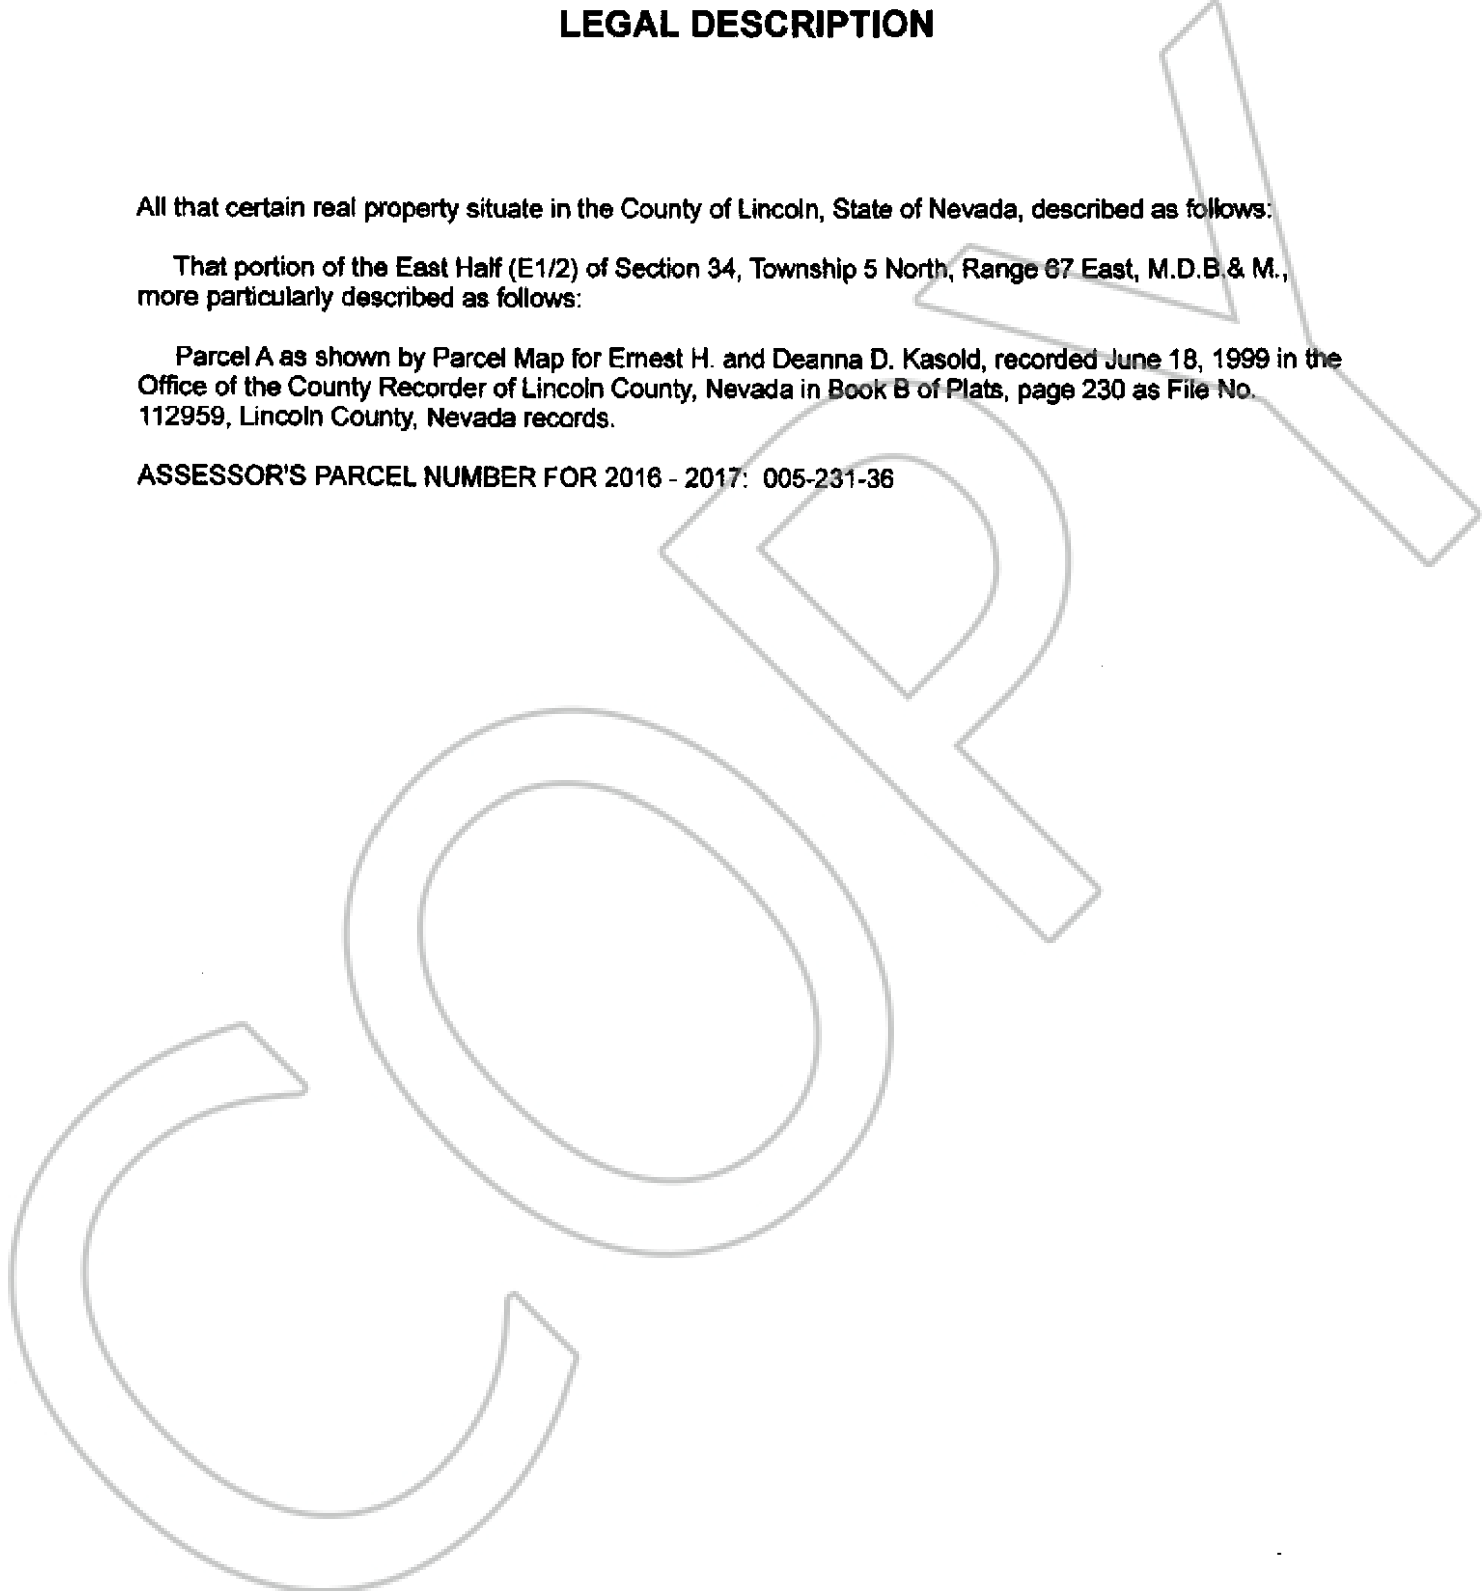 LEGAL DESCRIPTION
All that certain real property situate in the County of Lincoln, State of Nevada, described as follows:
That portion of the East Half (E1/2) of Section 34, Township 5 North, Range 67 East, M.D.B.& M.,
more particularly described as follows:
Parcel A as shown by Parcel Map for Ernest H. and Deanna D. Kasold, recorded June 18, 1999 in the
Office of the County Recorder of Lincoln County, Nevada in Book B of Plats, page 230 as File No.
112959, Lincoln County, Nevada records.
ASSESSOR'S PARCEL NUMBER FOR 2016 - 2017: 005-231-36
COPY